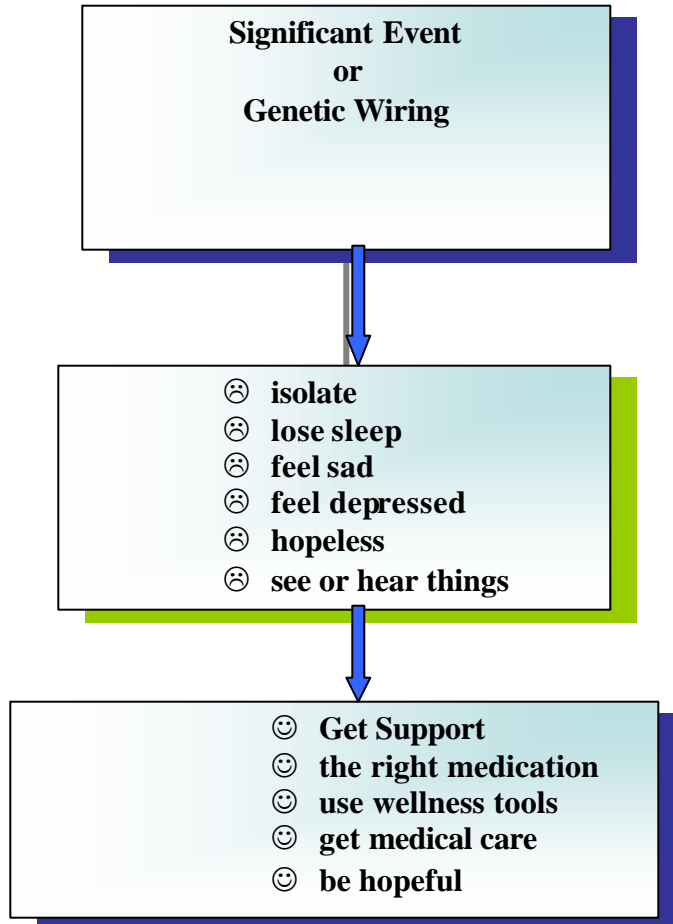 Significant Event
or
Genetic Wiring
☹ isolate
☹ lose sleep
☹ feel sad
☹ feel depressed
☹ hopeless
☹ see or hear things
☺ Get Support
☺ the right medication
☺ use wellness tools
☺ get medical care
☺ be hopeful